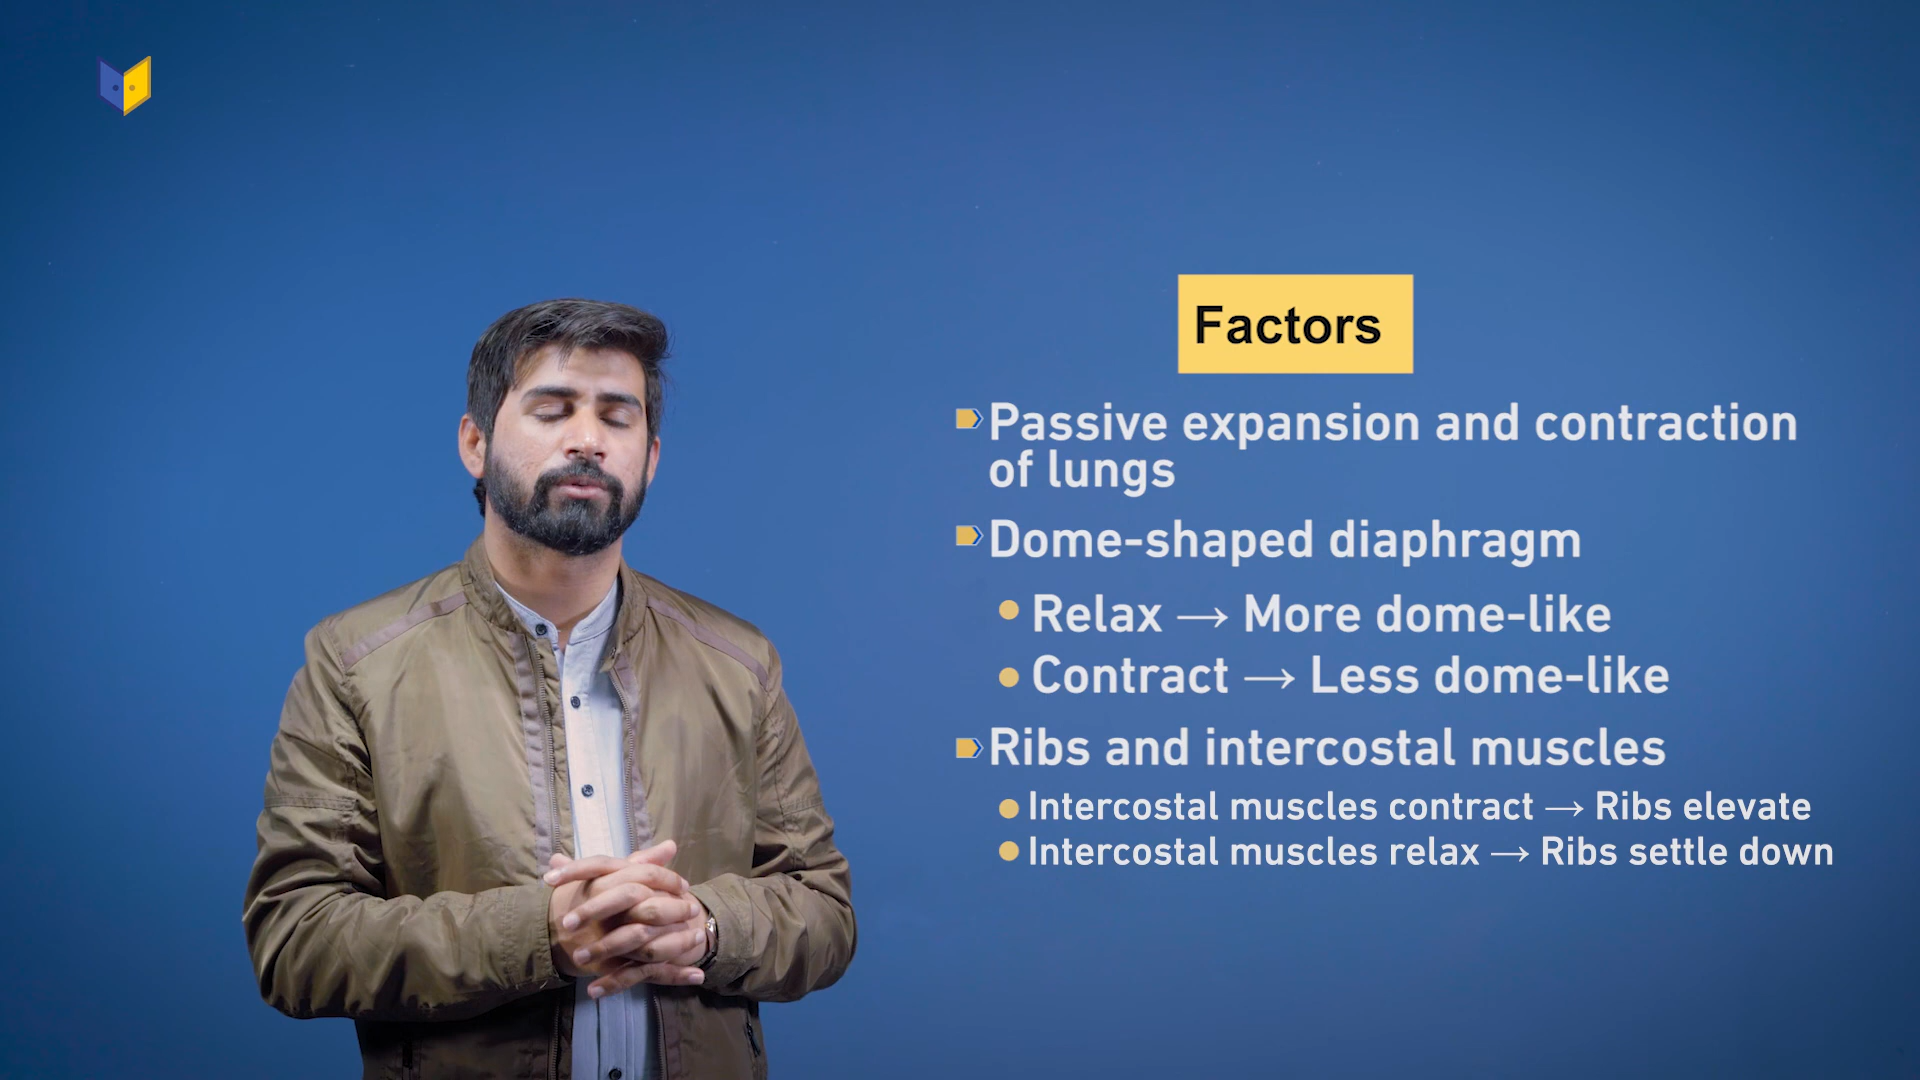 Factors
Passive expansion and contraction
of lungs
Dome-shaped diaphragm
Relax → More dome-like
Contract → Less dome-like
Ribs and intercostal muscles
Intercostal muscles contract → Ribs elevate
Intercostal muscles relax → Ribs settle down